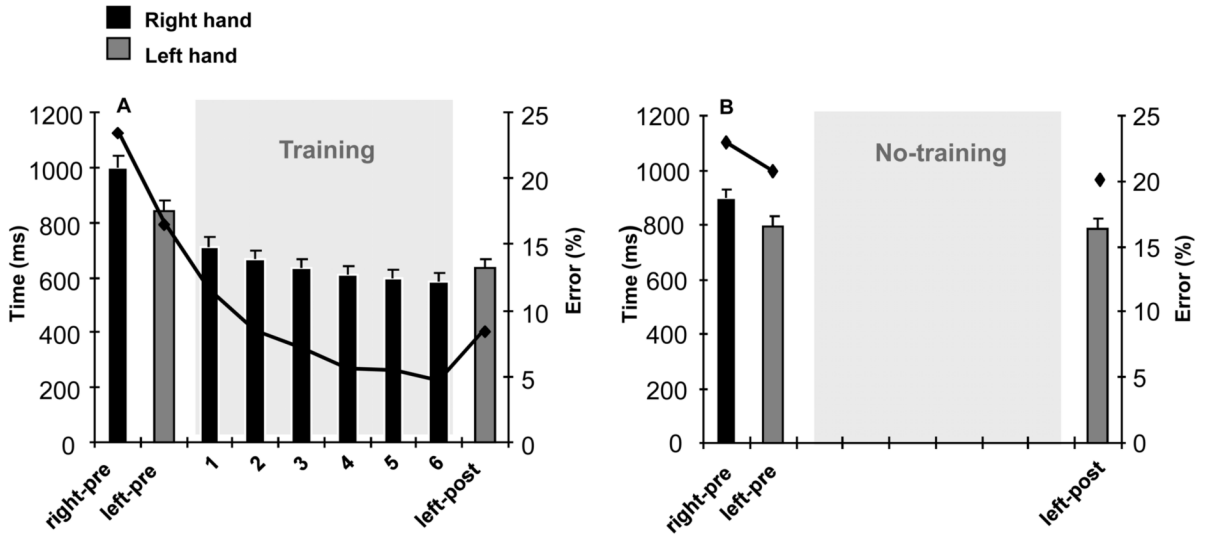 Right hand
Left hand
A
Training
Time (ms)
1200
1000
800
600
400
200
0
25
20
15
10
5
0
Error (%)
right-pre
left-pre
1
2
3
4
5
6
left-post
B
No-training
Time (ms)
1200
1000
800
600
400
200
0
25
20
15
10
5
0
Error (%)
right-pre
left-pre
left-post